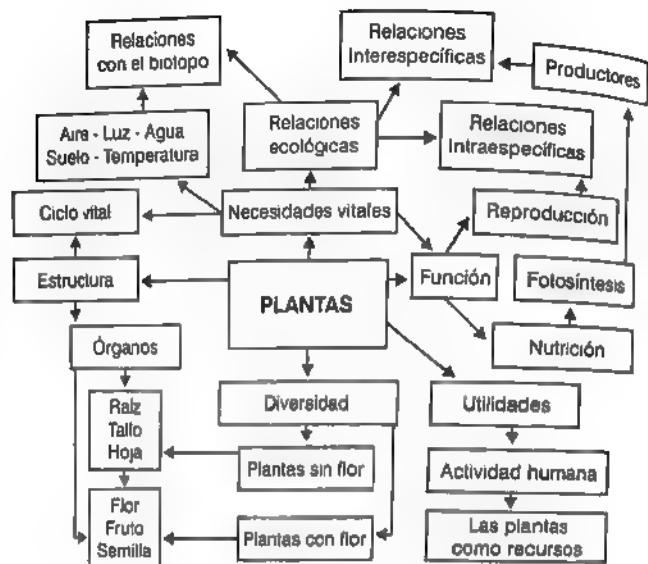 Relaciones
con el biotopo
Relaciones
Interespecíficas
Productores
Aire - Luz - Agua
Suelo - Temperatura
Relaciones
ecológicas
Relaciones
Intraespecíficas
Ciclo vital
Necesidades vitales
Reproducción
Estructura
PLANTAS
Función
Fotosíntesis
Órganos
Nutrición
Raíz
Tallo
Hoja
Diversidad
Utilidades
Plantas sin flor
Actividad humana
Flor
Fruto
Semilla
Plantas con flor
Las plantas
como recursos